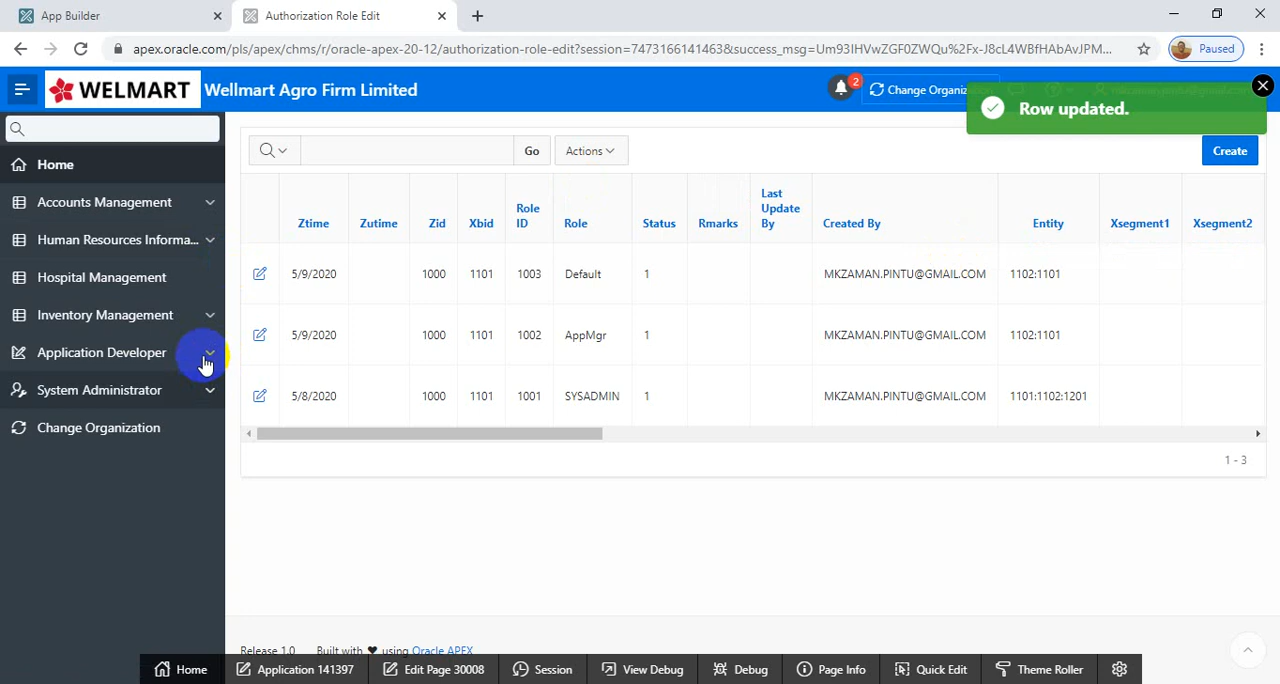 App Builder
Authorization Role Edit
apex.oracle.com/pls/apex/chms/r/oracle-apex-20-12/authorization-role-edit?session=7473166141463&success_msg=Um93IHVwZGF0ZWQu%2Fx-J8cL4WBfHAbAvJPM...
Paused
WELMART
Wellmart Agro Firm Limited
2
Change Organiza
Row updated.
Home
Accounts Management
Human Resources Informa...
Hospital Management
Inventory Management
Application Developer
System Administrator
Change Organization
Go
Actions
Create
Ztime Zutime Zid Xbid Role ID Role Status Rmarks Last Update By Created By Entity Xsegment1 Xsegment2
5/9/2020 1000 1101 1003 Default 1 MKZAMAN.PINTU@GMAIL.COM 1102:1101
5/9/2020 1000 1101 1002 AppMgr 1 MKZAMAN.PINTU@GMAIL.COM 1102:1101
5/8/2020 1000 1101 1001 SYSADMIN 1 MKZAMAN.PINTU@GMAIL.COM 1101:1102:1201
1 - 3
Release 1.0 Built with ❤ using Oracle APEX
Home Application 141397 Edit Page 30008 Session View Debug Debug Page Info Quick Edit Theme Roller